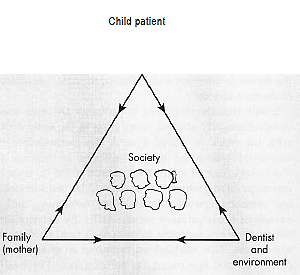 Child patient
Society
Family
(mother)
Dentist
and
environment